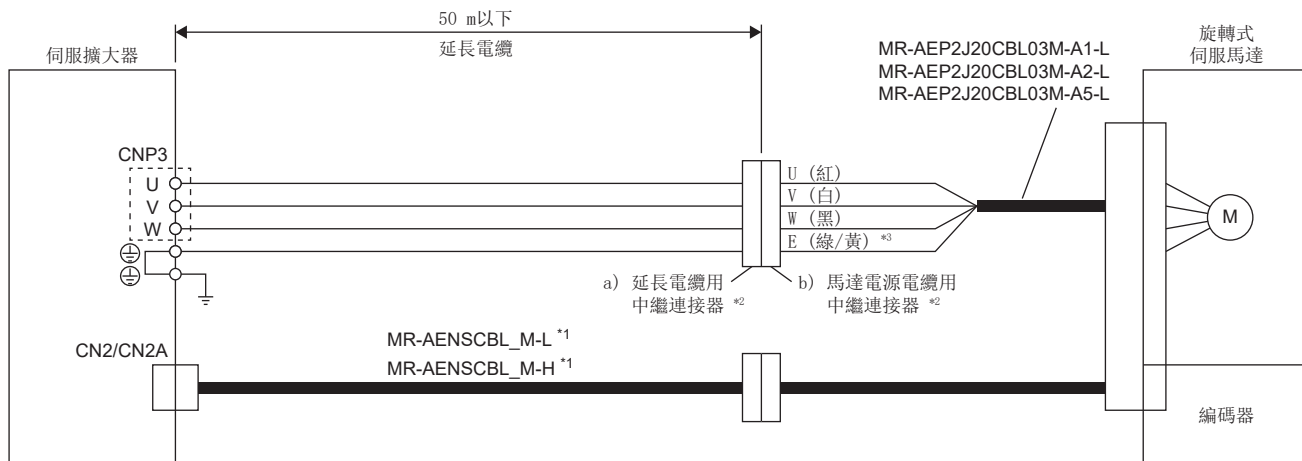 50 m以下
延長電纜
伺服擴大器
MR-AEP2J20CBL03M-A1-L
MR-AEP2J20CBL03M-A2-L
MR-AEP2J20CBL03M-A5-L
旋轉式
伺服馬達
CNP3
U
V
W
U (紅)
V (白)
W (黑)
E (綠/黃) *3
M
a) 延長電纜用
中繼連接器 *2
b) 馬達電源電纜用
中繼連接器 *2
CN2/CN2A
MR-AENSCBL_M-L *1
MR-AENSCBL_M-H *1
編碼器